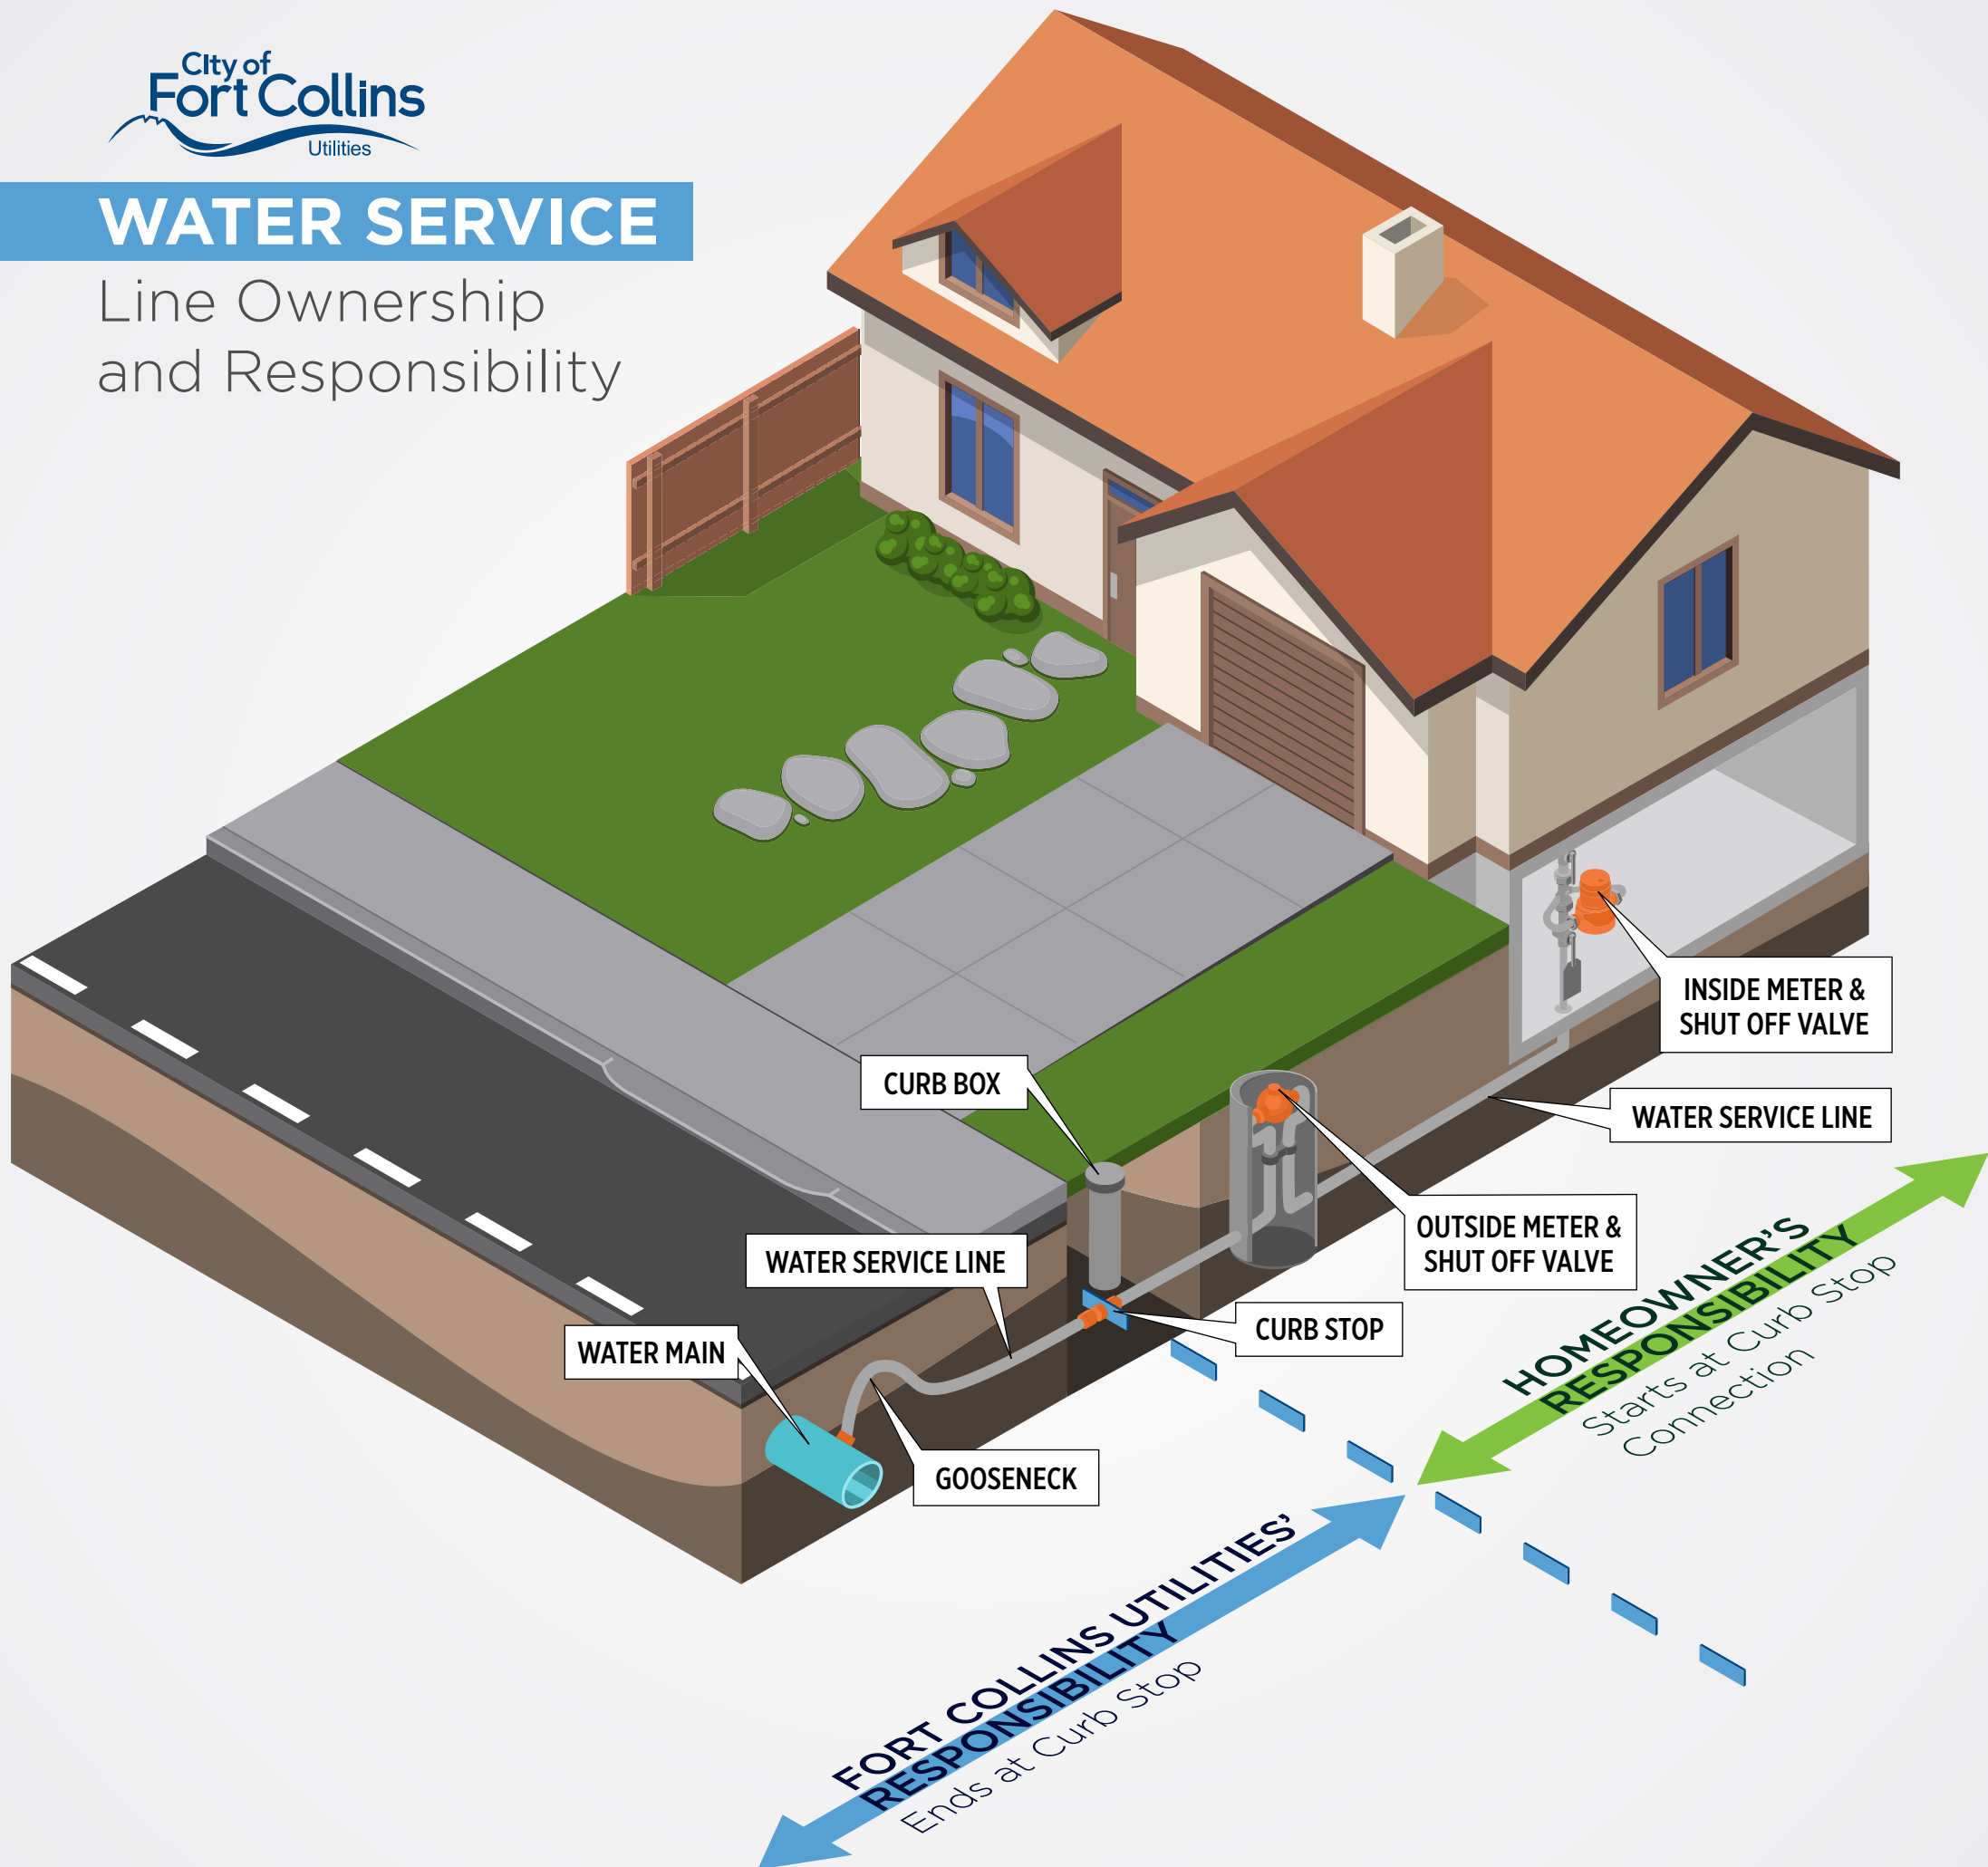 City of
Fort Collins
Utilities
WATER SERVICE
Line Ownership
and Responsibility
INSIDE METER &
SHUT OFF VALVE
CURB BOX
WATER SERVICE LINE
OUTSIDE METER &
SHUT OFF VALVE
WATER SERVICE LINE
CURB STOP
WATER MAIN
GOOSENECK
HOMEOWNER'S
RESPONSIBILITY
Starts at Curb Stop
Connection
FORT COLLINS UTILITIES'
RESPONSIBILITY
Ends at Curb Stop